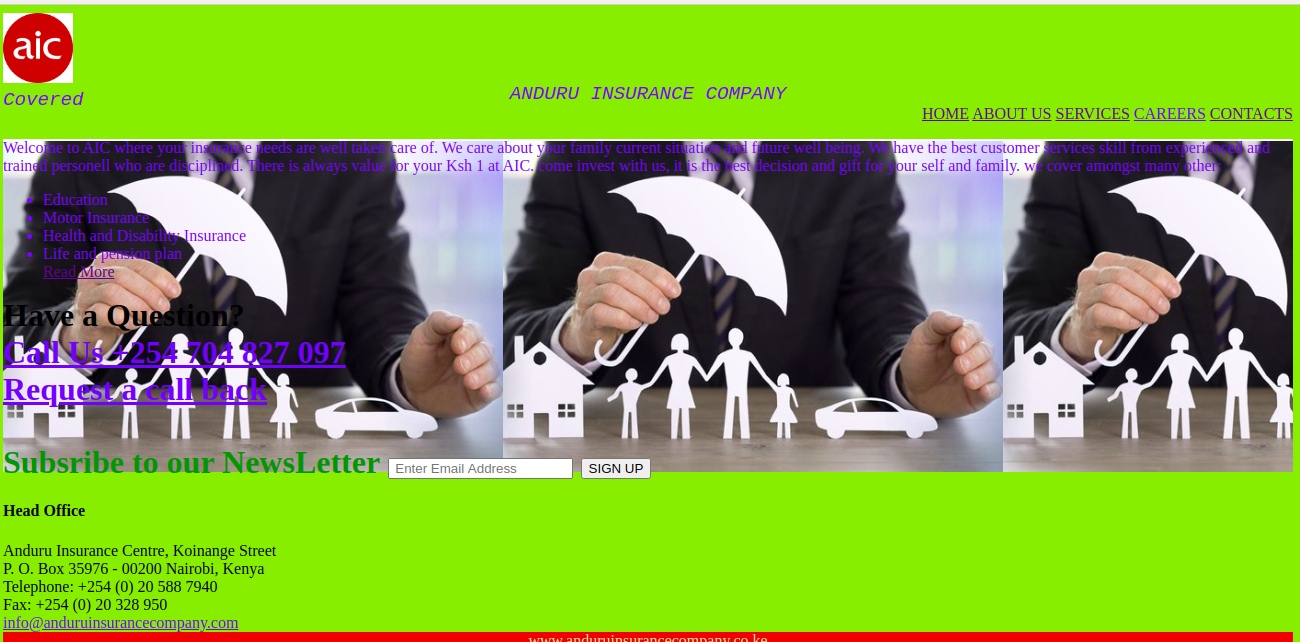 aic
Covered
ANDURU INSURANCE COMPANY
HOME ABOUT US SERVICES CAREERS CONTACTS
Welcome to AIC where your insurance needs are well taken care of. We care about your family current situation and future well being. We have the best customer services skill from experienced and
trained personell who are disciplined. There is always value for your Ksh 1 at AIC. come invest with us, it is the best decision and gift for your self and family. we cover amongst many other:
Education
Motor Insurance
Health and Disability Insurance
Life and pension plan
Read More
Have a Question?
Call Us +254 704 827 097
Request a call back
Subsribe to our NewsLetter Enter Email Address SIGN UP
Head Office
Anduru Insurance Centre, Koinange Street
P. O. Box 35976 - 00200 Nairobi, Kenya
Telephone: +254 (0) 20 588 7940
Fax: +254 (0) 20 328 950
info@anduruinsurancecompany.com
www.anduruinsurancecompany.co.ke